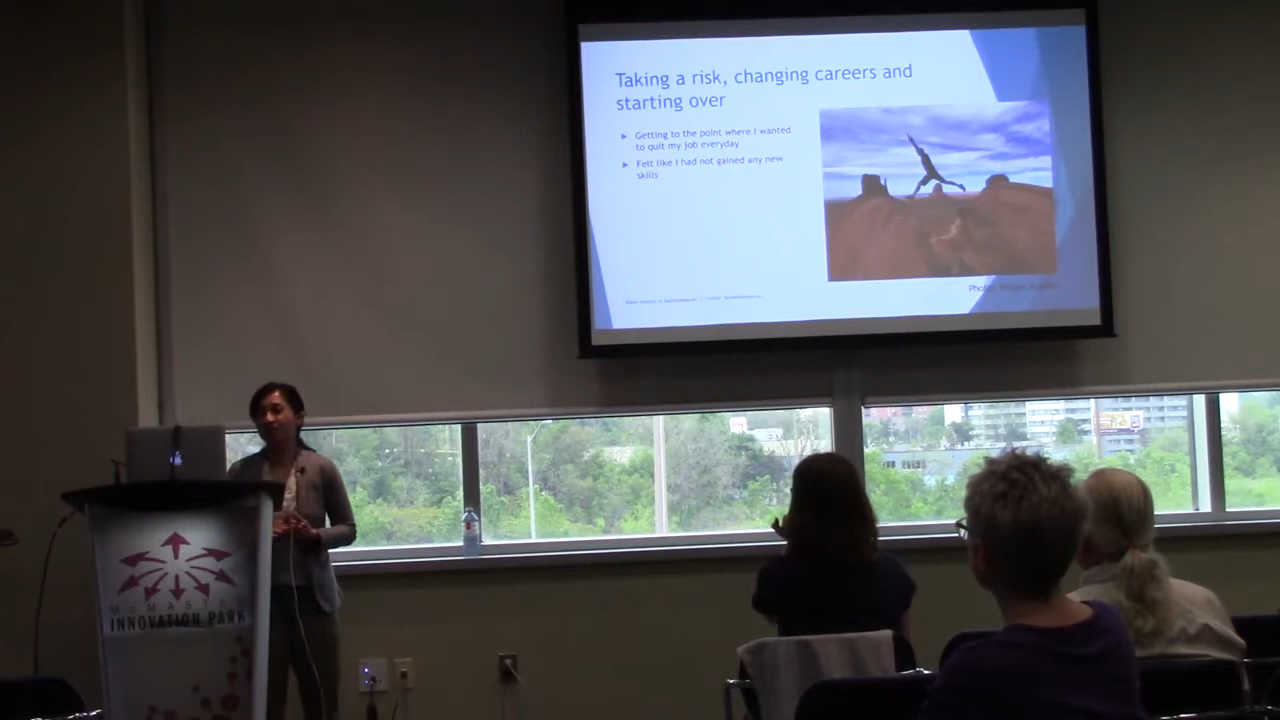 Taking a risk, changing careers and
starting over
Getting to the point where I wanted
to quit my job everyday
Felt like I had not gained any new
skills
INNOVATION PARK